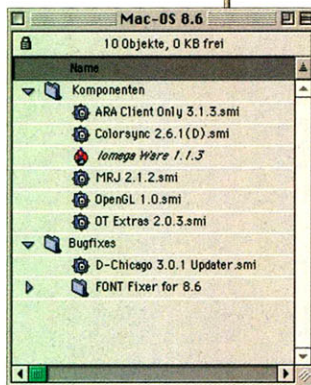 Mac-OS 8.6
10 Objekte, 0 KB frei
Name
Komponenten
ARA Client Only 3.1.3.smi
Colorsync 2.6.1(D).smi
Iomega Ware 1.1.3
MRJ 2.1.2.smi
OpenGL 1.0.smi
OT Extras 2.0.3.smi
Bugfixes
D-Chicago 3.0.1 Updater.smi
FONT Fixer for 8.6